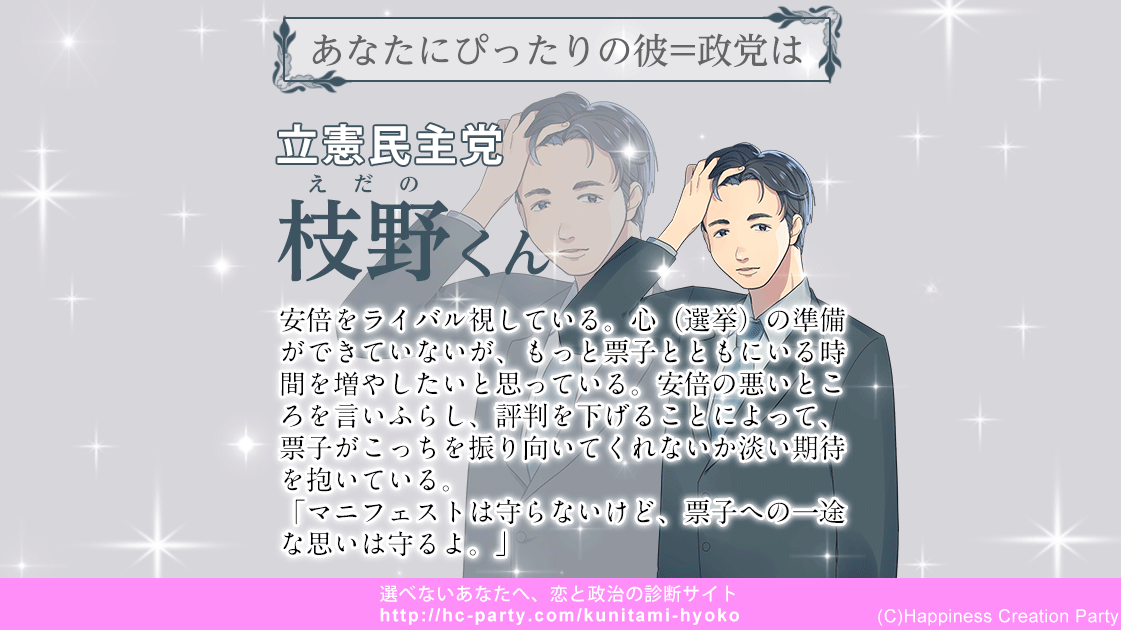 あなたにぴったりの彼=政党は
立憲民主党
えだの
枝野くん
安倍をライバル視している。心（選挙）の準備
ができていないが、もっと票子とともにいる時
間を増やしたいと思っている。安倍の悪いとこ
ろを言いふらし、評判を下げることによって、
票子がこっちを振り向いてくれないか淡い期待
を抱いている。
「マニフェストは守らないけど、票子への一途
な思いは守るよ。」
選べないあなたへ、恋と政治の診断サイト
http://hc-party.com/kunitami-hyoko
(C)Happiness Creation Party